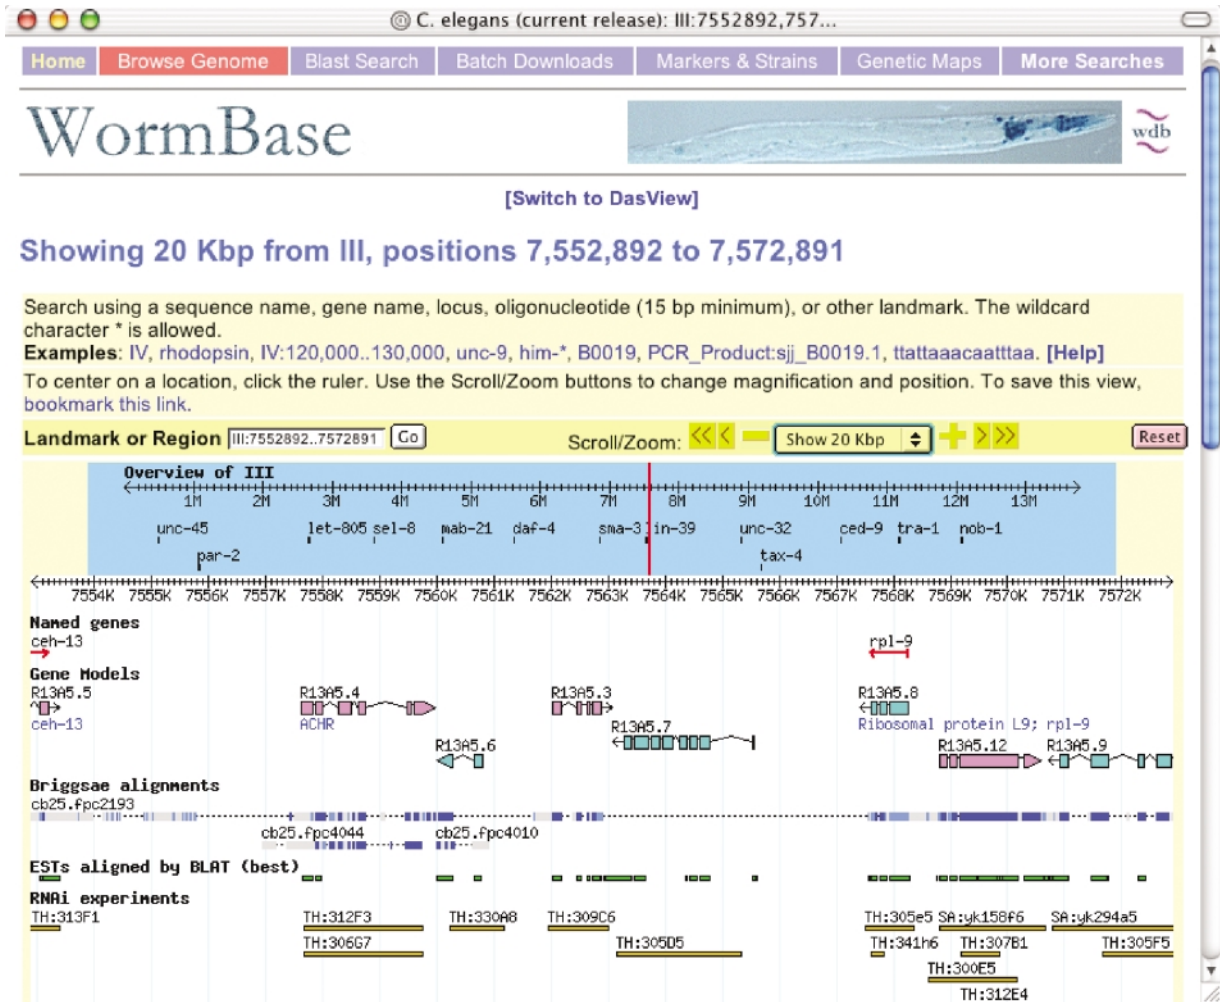 @ C. elegans (current release): III:7552892,757...
Home Browse Genome Blast Search Batch Downloads Markers & Strains Genetic Maps More Searches
WormBase
wdb
[Switch to DasView]
Showing 20 Kbp from III, positions 7,552,892 to 7,572,891
Search using a sequence name, gene name, locus, oligonucleotide (15 bp minimum), or other landmark. The wildcard
character * is allowed.
Examples: IV, rhodopsin, IV:120,000..130,000, unc-9, him-*, B0019, PCR_Product:sjj_B0019.1, ttattaaacaatttaa. [Help]
To center on a location, click the ruler. Use the Scroll/Zoom buttons to change magnification and position. To save this view,
bookmark this link.
Landmark or Region III:7552892..7572891 Go Scroll/Zoom: << < Show 20 Kbp > >> Reset
Overview of III
1M 2M 3M 4M 5M 6M 7M 8M 9M 10M 11M 12M 13M
unc-45 let-805 sel-8 mab-21 daf-4 sma-3 lin-39 unc-32 ced-9 tra-1 nob-1
par-2 tax-4
7554K 7555K 7556K 7557K 7558K 7559K 7560K 7561K 7562K 7563K 7564K 7565K 7566K 7567K 7568K 7569K 7570K 7571K 7572K
Named genes
ceh-13 rpl-9
Gene Models
R13A5.5 R13A5.4 R13A5.3 R13A5.8
ceh-13 ACHR R13A5.7 Ribosomal protein L9; rpl-9
R13A5.6 R13A5.12 R13A5.9
Briggsae alignments
cb25.fpc2193
cb25.fpc4044 cb25.fpc4010
ESTs aligned by BLAT (best)
RNAi experiments
TH:313F1 TH:312F3 TH:330A8 TH:309C6 TH:305e5 SA:yk158f6 SA:yk294a5
TH:306G7 TH:305D5 TH:341h6 TH:307B1 TH:305F5
TH:300E5
TH:312E4